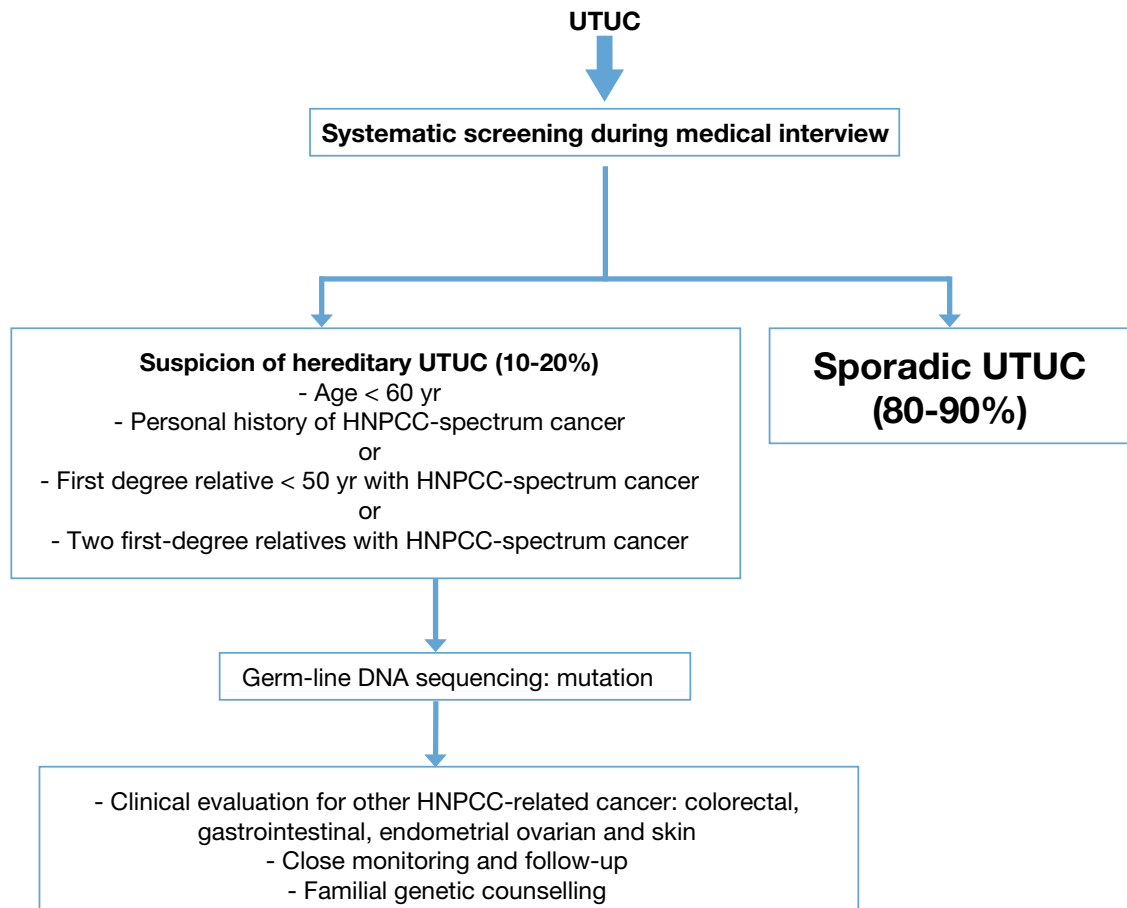 UTUC
Systematic screening during medical interview
Suspicion of hereditary UTUC (10-20%)
- Age < 60 yr
- Personal history of HNPCC-spectrum cancer
or
- First degree relative < 50 yr with HNPCC-spectrum cancer
or
- Two first-degree relatives with HNPCC-spectrum cancer
Sporadic UTUC
(80-90%)
Germ-line DNA sequencing: mutation
- Clinical evaluation for other HNPCC-related cancer: colorectal,
gastrointestinal, endometrial ovarian and skin
- Close monitoring and follow-up
- Familial genetic counselling